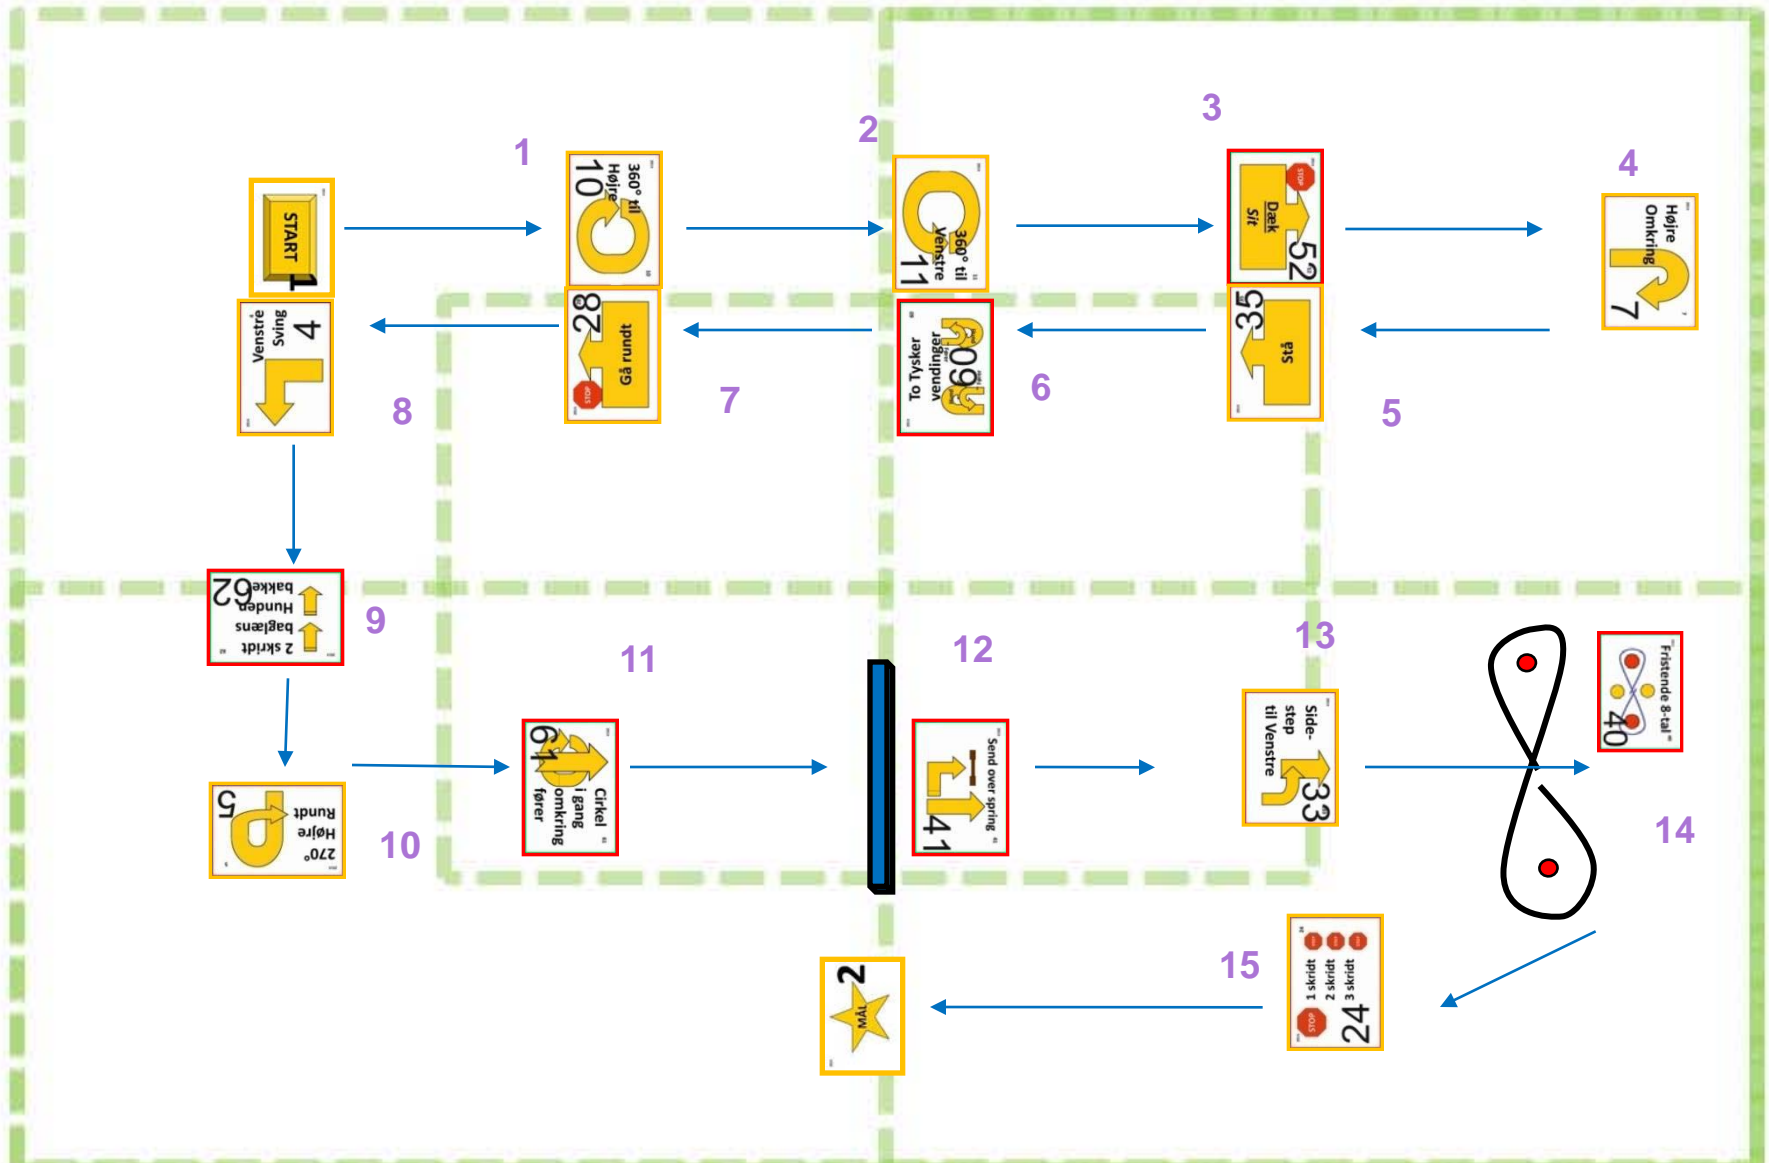 START
1
1
360° til
Højre
10
2
360° til
Venstre
11
3
STOP
Dæk
Sit
52
4
Højre
Omkring
7
5
Stå
35
6
To Tysker
vendinger
60
7
Gå rundt
STOP
28
8
Venstre
Sving
4
9
2 skridt
baglæns
Hunden
bakker
62
10
270°
Højre
Rundt
5
11
Cirkel
i gang
omkring
fører
61
12
Send over spring
41
13
Side-
step
til Venstre
33
14
Fristende 8-tal
40
15
1 skridt
2 skridt
3 skridt
STOP
24
MÅL
2